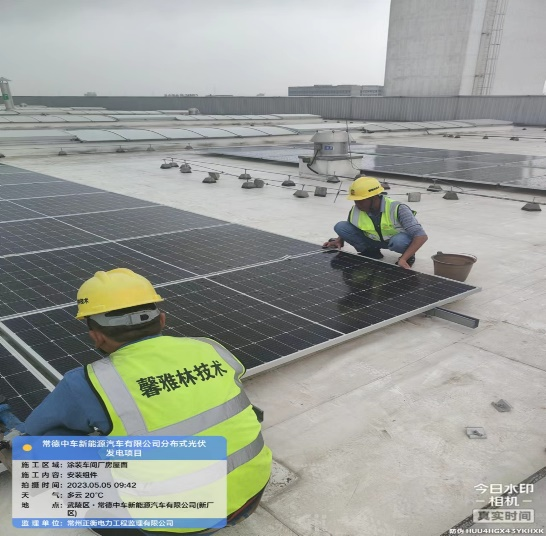 馨雅林技术
常德中车新能源汽车有限公司分布式光伏
发电项目
施工区域：涂装车间厂房屋面
施工内容：安装组件
拍摄时间：2023.05.05 09:42
天　　气：多云 20℃
地　　点：武陵区·常德中车新能源汽车有限公司(新厂
区)
监理单位：常州正衡电力工程监理有限公司
今日水印
-相机-
真实时间
防伪 HUU4HGX43YKHXK